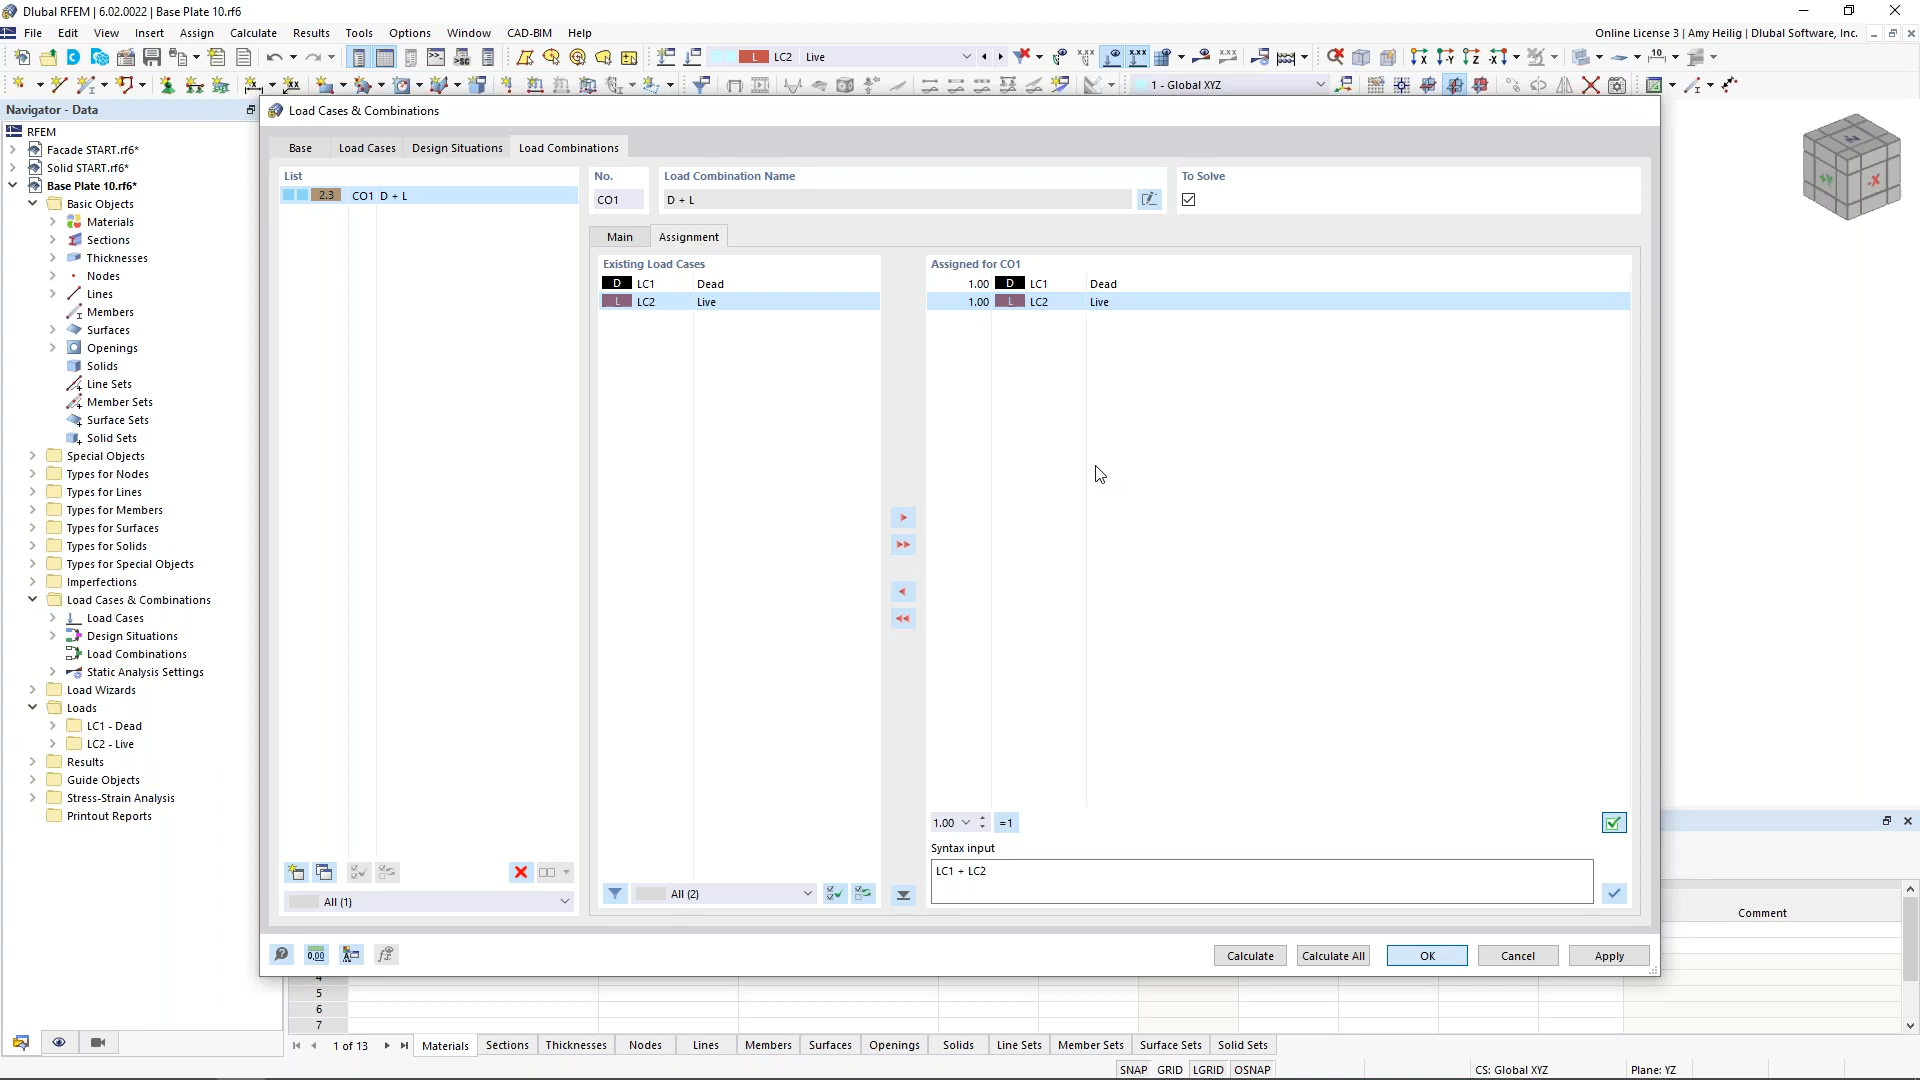 Dlubal RFEM | 6.02.0022 | Base Plate 10.rf6
File Edit View Insert Assign Calculate Results Tools Options Window CAD-BIM Help
Online License 3 | Amy Heilig | Dlubal Software, Inc.
L LC2 Live
1 - Global XYZ
Navigator - Data
RFEM
Facade START.rf6*
Solid START.rf6*
Base Plate 10.rf6*
Basic Objects
Materials
Sections
Thicknesses
Nodes
Lines
Members
Surfaces
Openings
Solids
Line Sets
Member Sets
Surface Sets
Solid Sets
Special Objects
Types for Nodes
Types for Lines
Types for Members
Types for Surfaces
Types for Solids
Types for Special Objects
Imperfections
Load Cases & Combinations
Load Cases
Design Situations
Load Combinations
Static Analysis Settings
Load Wizards
Loads
LC1 - Dead
LC2 - Live
Results
Guide Objects
Stress-Strain Analysis
Printout Reports
Load Cases & Combinations
Base Load Cases Design Situations Load Combinations
List
2.3 CO1 D + L
All (1)
No.
CO1
Load Combination Name
D + L
To Solve
Main Assignment
Existing Load Cases
D LC1 Dead
L LC2 Live
All (2)
Assigned for CO1
1.00 D LC1 Dead
1.00 L LC2 Live
1.00 =1
Syntax input
LC1 + LC2
Calculate Calculate All OK Cancel Apply
+Y -X
Comment
4
5
6
7
1 of 13 Materials Sections Thicknesses Nodes Lines Members Surfaces Openings Solids Line Sets Member Sets Surface Sets Solid Sets
SNAP GRID LGRID OSNAP CS: Global XYZ Plane: YZ